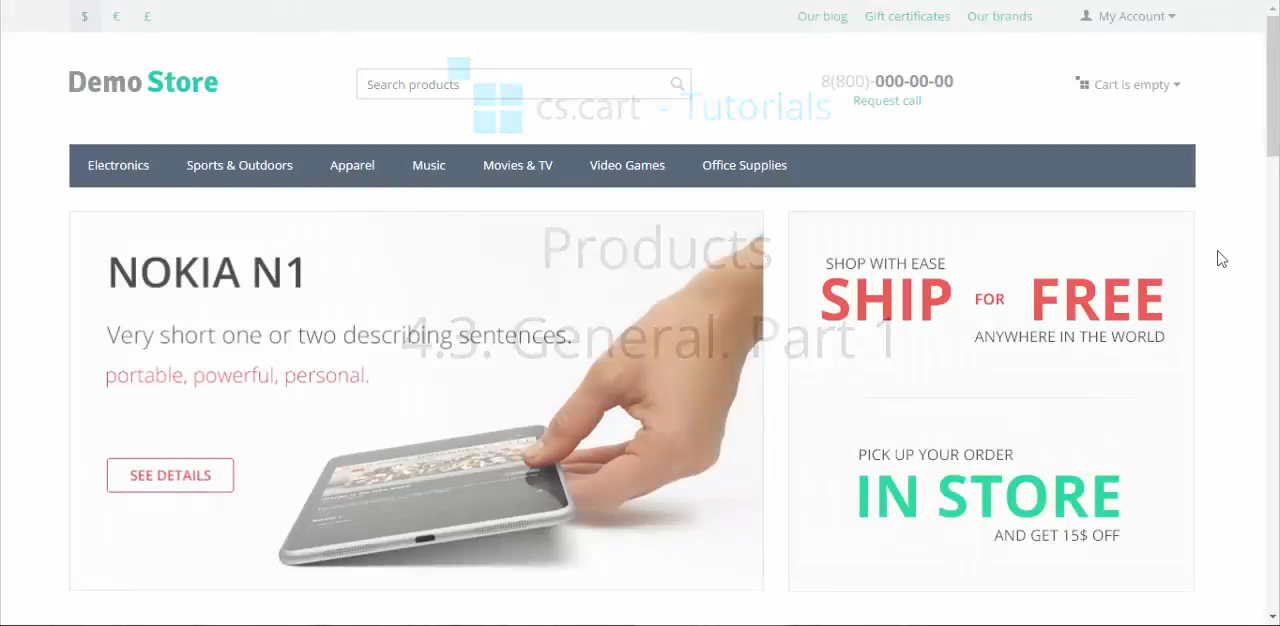 $ € £ Our blog Gift certificates Our brands My Account
Demo Store Search products 8(800)-000-00-00 Cart is empty
Request call
cs.cart - Tutorials
Electronics Sports & Outdoors Apparel Music Movies & TV Video Games Office Supplies
Products
4.3. General. Part 1
NOKIA N1
Very short one or two describing sentences.
portable, powerful, personal.
SEE DETAILS
SHOP WITH EASE
SHIP FOR FREE
ANYWHERE IN THE WORLD
PICK UP YOUR ORDER
IN STORE
AND GET 15$ OFF